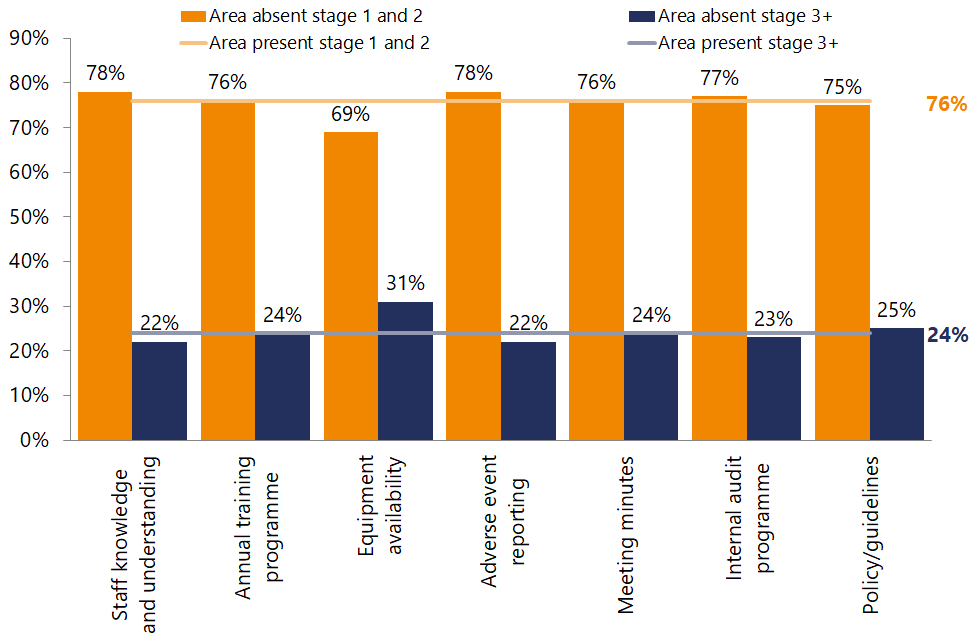 Area absent stage 1 and 2
Area absent stage 3+
Area present stage 1 and 2
Area present stage 3+
90%
80%
70%
60%
50%
40%
30%
20%
10%
0%
78%
22%
76%
24%
69%
31%
78%
22%
76%
24%
77%
23%
75%
25%
76%
24%
Staff knowledge
and understanding
Annual training
programme
Equipment
availability
Adverse event
reporting
Meeting minutes
Internal audit
programme
Policy/guidelines